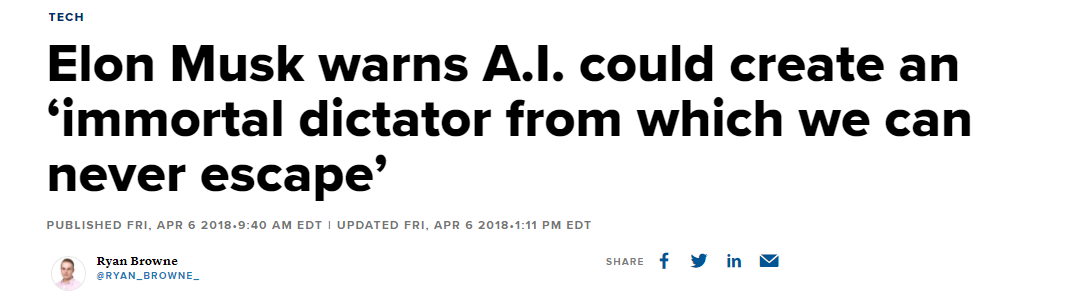 TECH
Elon Musk warns A.I. could create an
‘immortal dictator from which we can
never escape’
PUBLISHED FRI, APR 6 2018•9:40 AM EDT | UPDATED FRI, APR 6 2018•1:11 PM EDT
Ryan Browne
@RYAN_BROWNE_
SHARE